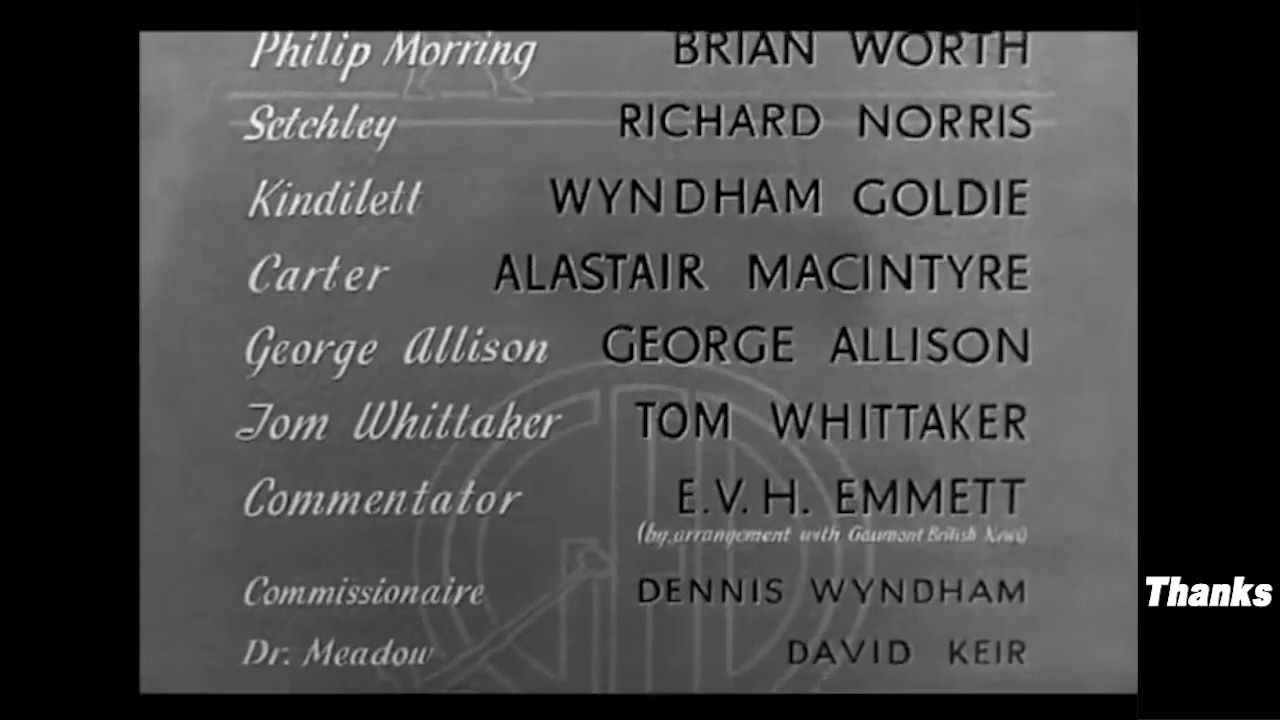 Philip Morring BRIAN WORTH
Setchley RICHARD NORRIS
Kindilett WYNDHAM GOLDIE
Carter ALASTAIR MACINTYRE
George Allison GEORGE ALLISON
Tom Whittaker TOM WHITTAKER
Commentator E.V.H. EMMETT
(by arrangement with Gaumont British News)
Commissionaire DENNIS WYNDHAM
Thanks
Dr. Meadow DAVID KEIR